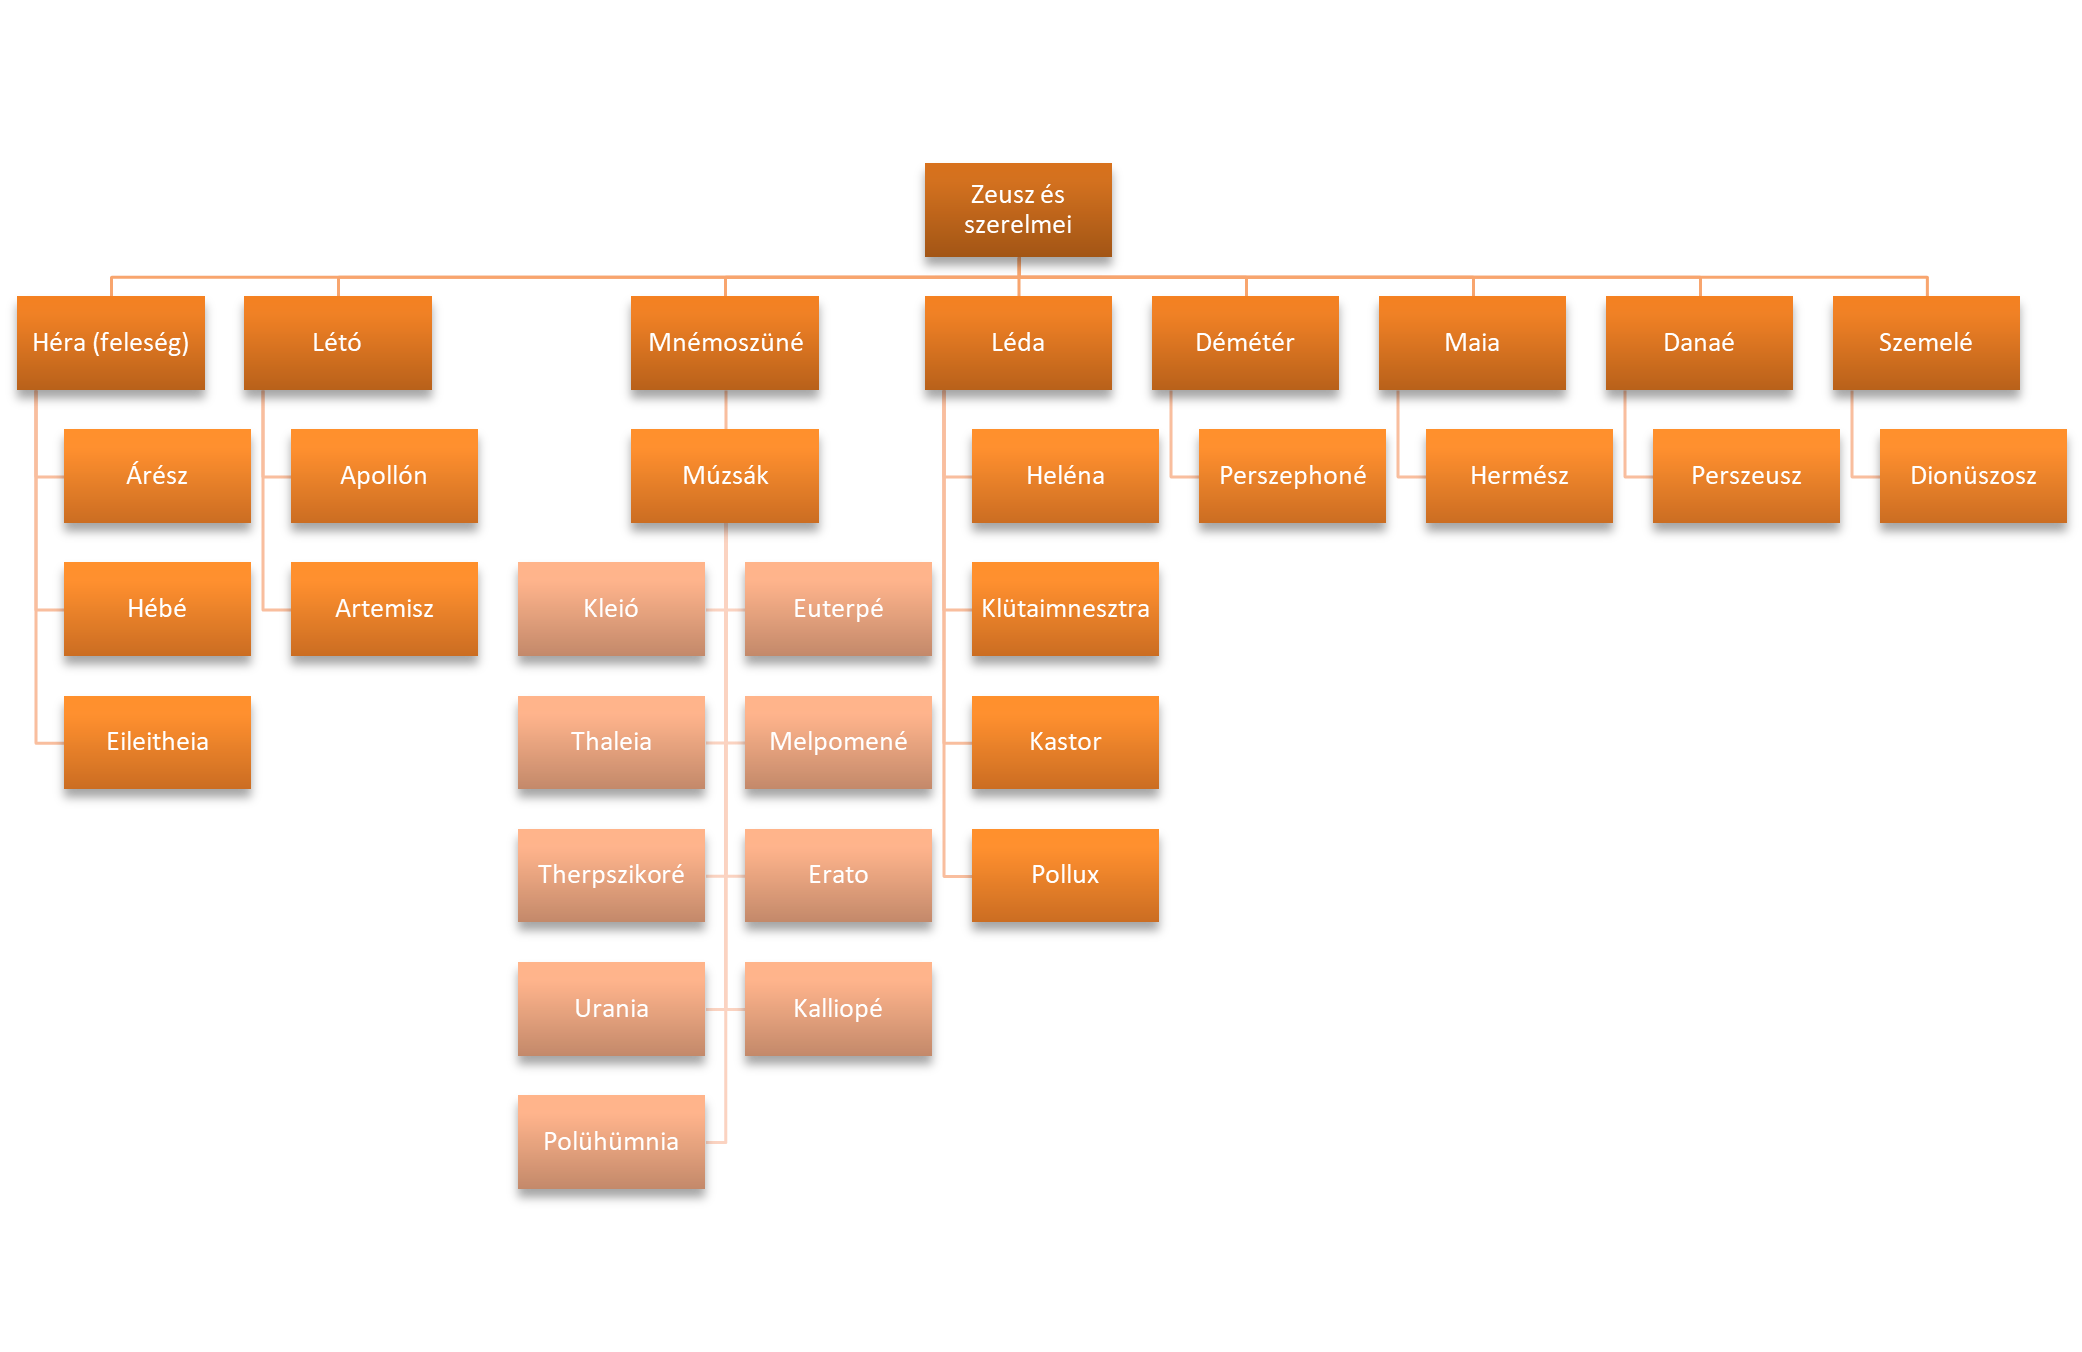 Zeusz és
szerelmei
Héra (feleség)
Létó
Mnémoszüné
Léda
Démétér
Maia
Danaé
Szemelé
Árész
Apollón
Múzsák
Heléna
Perszephoné
Hermész
Perszeusz
Dionüszosz
Hébé
Artemisz
Kleió
Euterpé
Klütaimnesztra
Eileitheia
Thaleia
Melpomené
Kastor
Therpszikoré
Erato
Pollux
Urania
Kalliopé
Polühümnia